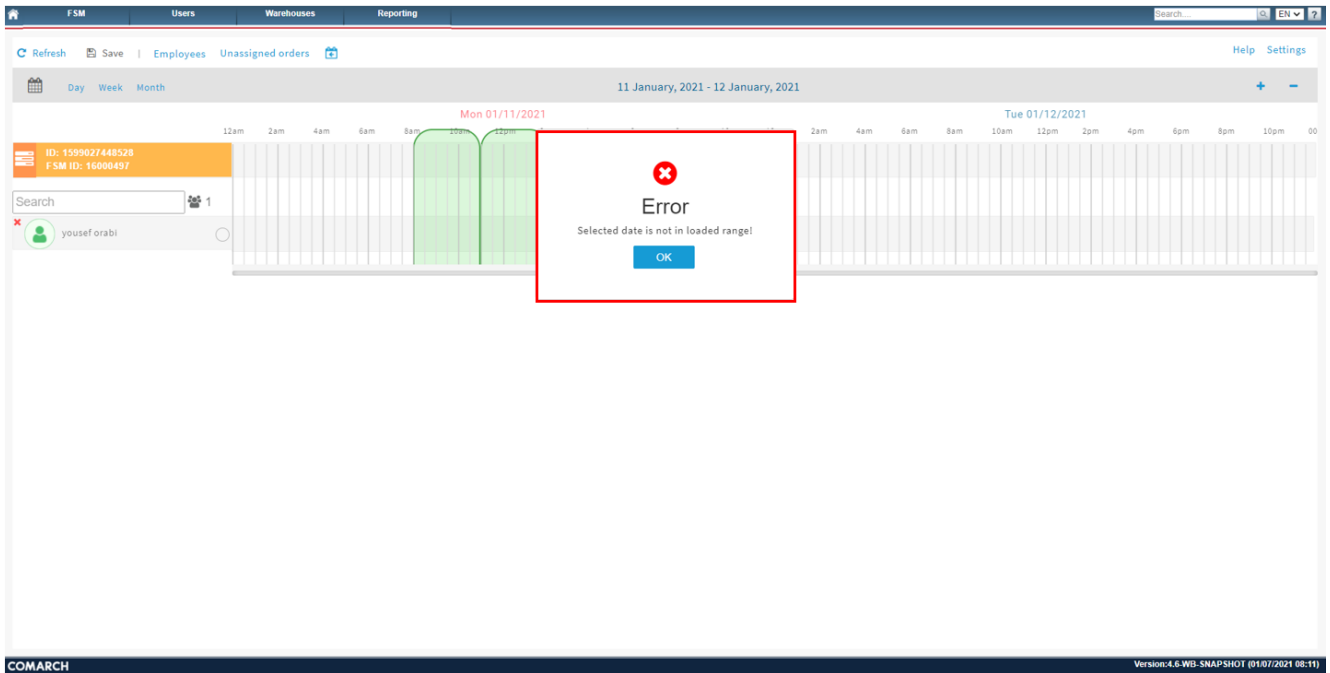 FSM Users Warehouses Reporting Search... EN ?
Refresh Save | Employees Unassigned orders Help Settings
Day Week Month 11 January, 2021 - 12 January, 2021 + -
Mon 01/11/2021 Tue 01/12/2021
12am 2am 4am 6am 8am 10am 12pm 2am 4am 6am 8am 10am 12pm 2pm 4pm 6pm 8pm 10pm 00
ID: 1599027448528
FSM ID: 16000497
Search 1
yousef orabi
Error
Selected date is not in loaded range!
OK
COMARCH Version:4.6-WB-SNAPSHOT (01/07/2021 08:11)